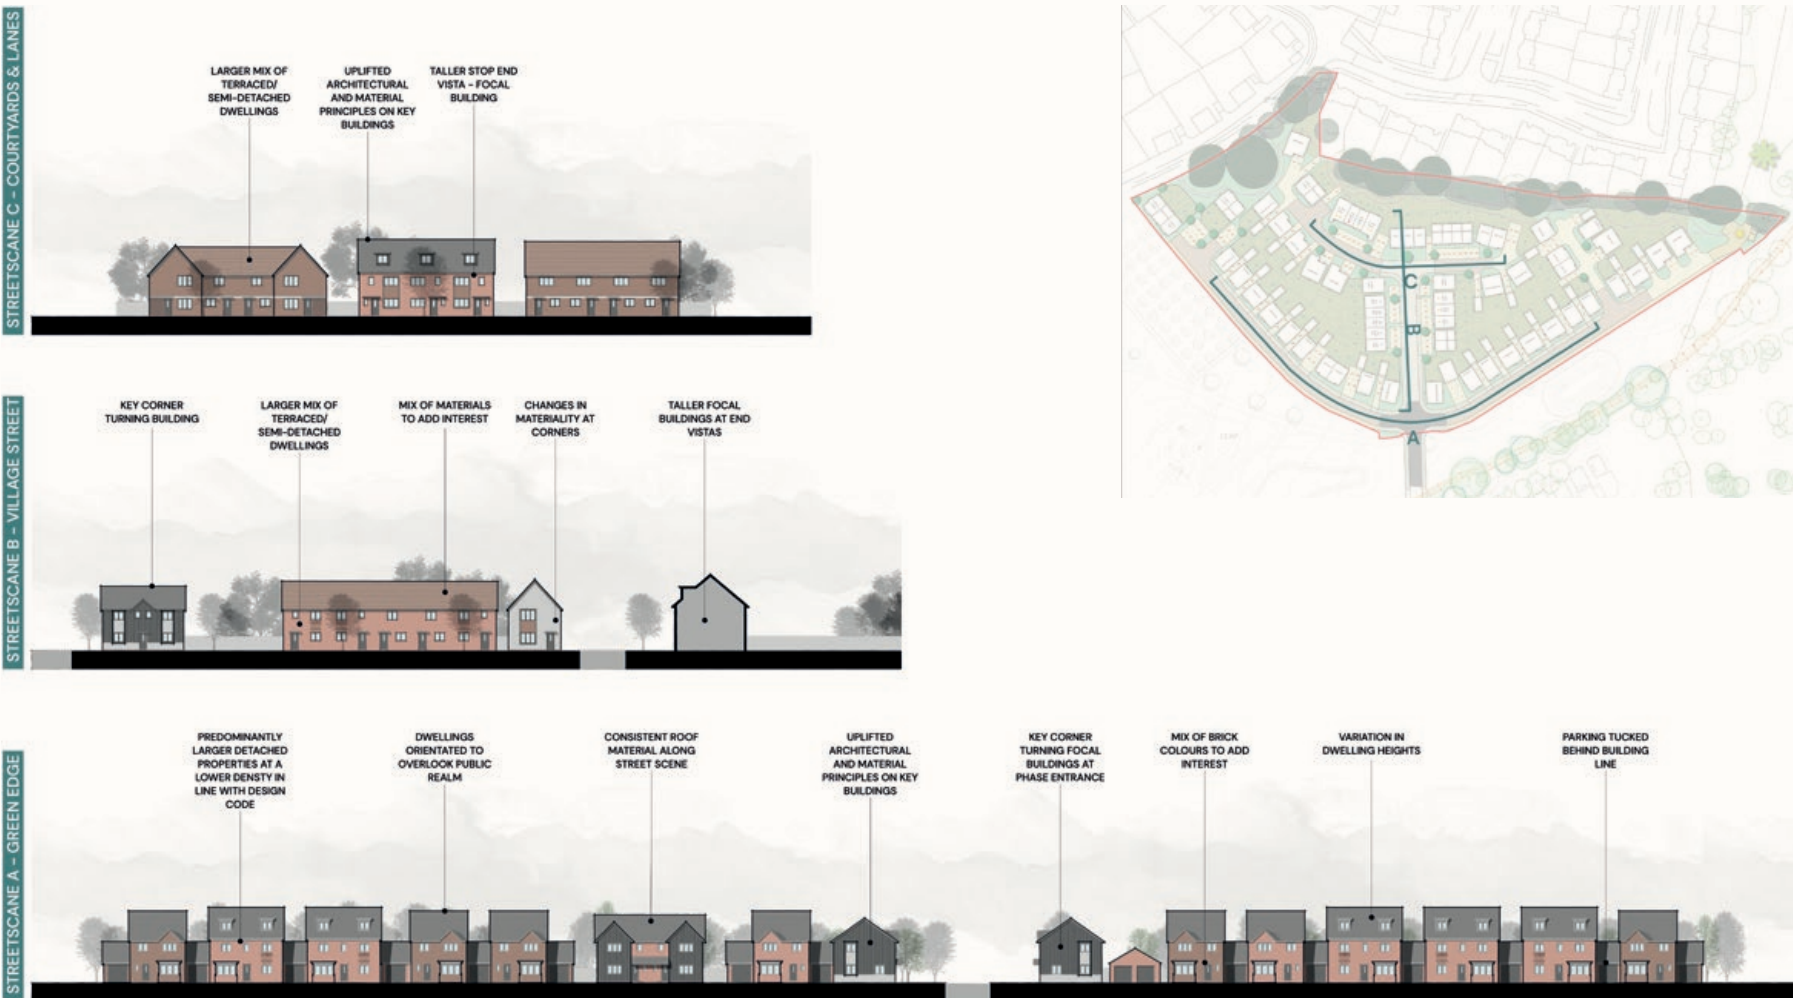 STREETSCANE C - COURTYARDS & LANES
LARGER MIX OF
TERRACED/
SEMI-DETACHED
DWELLINGS
UPLIFTED
ARCHITECTURAL
AND MATERIAL
PRINCIPLES ON KEY
BUILDINGS
TALLER STOP END
VISTA - FOCAL
BUILDING
C
B
A
STREETSCANE B - VILLAGE STREET
KEY CORNER
TURNING BUILDING
LARGER MIX OF
TERRACED/
SEMI-DETACHED
DWELLINGS
MIX OF MATERIALS
TO ADD INTEREST
CHANGES IN
MATERIALITY AT
CORNERS
TALLER FOCAL
BUILDINGS AT END
VISTAS
STREETSCANE A - GREEN EDGE
PREDOMINANTLY
LARGER DETACHED
PROPERTIES AT A
LOWER DENSTY IN
LINE WITH DESIGN
CODE
DWELLINGS
ORIENTATED TO
OVERLOOK PUBLIC
REALM
CONSISTENT ROOF
MATERIAL ALONG
STREET SCENE
UPLIFTED
ARCHITECTURAL
AND MATERIAL
PRINCIPLES ON KEY
BUILDINGS
KEY CORNER
TURNING FOCAL
BUILDINGS AT
PHASE ENTRANCE
MIX OF BRICK
COLOURS TO ADD
INTEREST
VARIATION IN
DWELLING HEIGHTS
PARKING TUCKED
BEHIND BUILDING
LINE